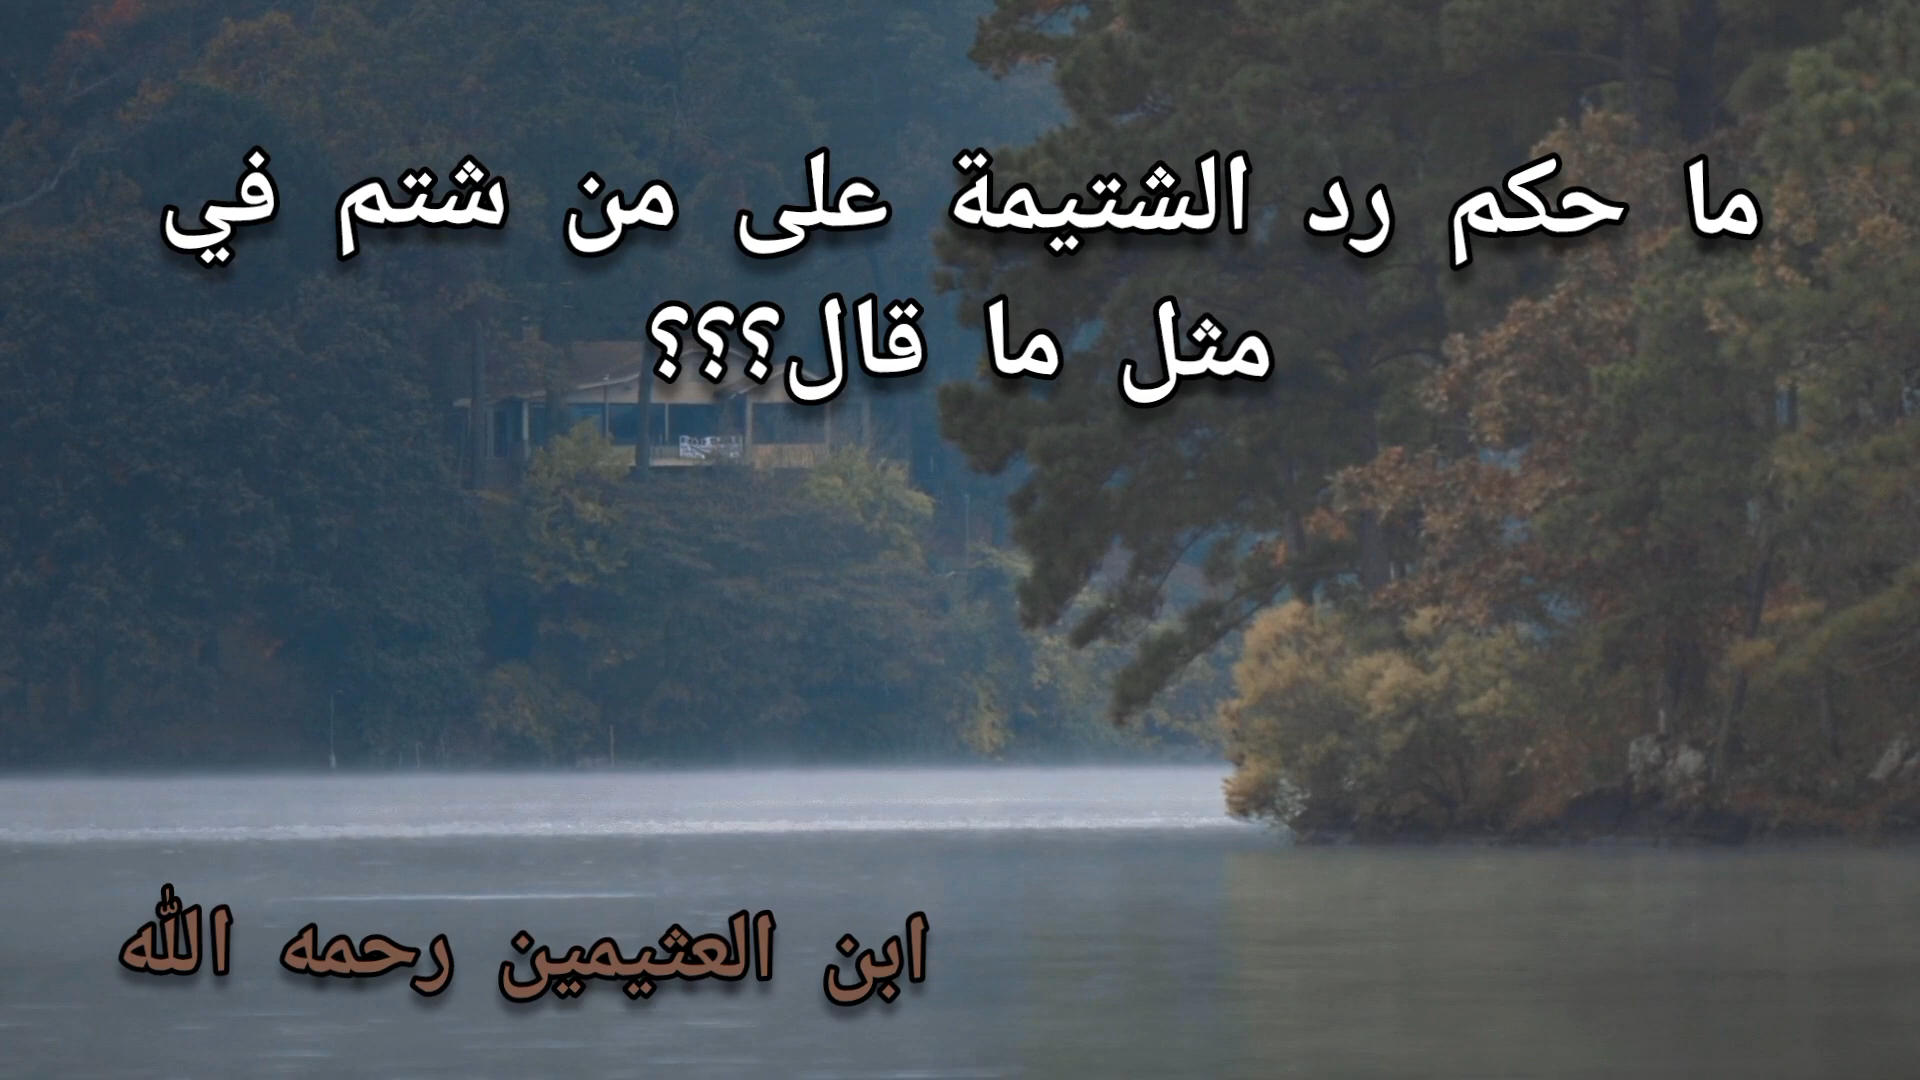 ما حكم رد الشتيمة على من شتم في
مثل ما قال؟؟؟
ابن العثيمين رحمه الله